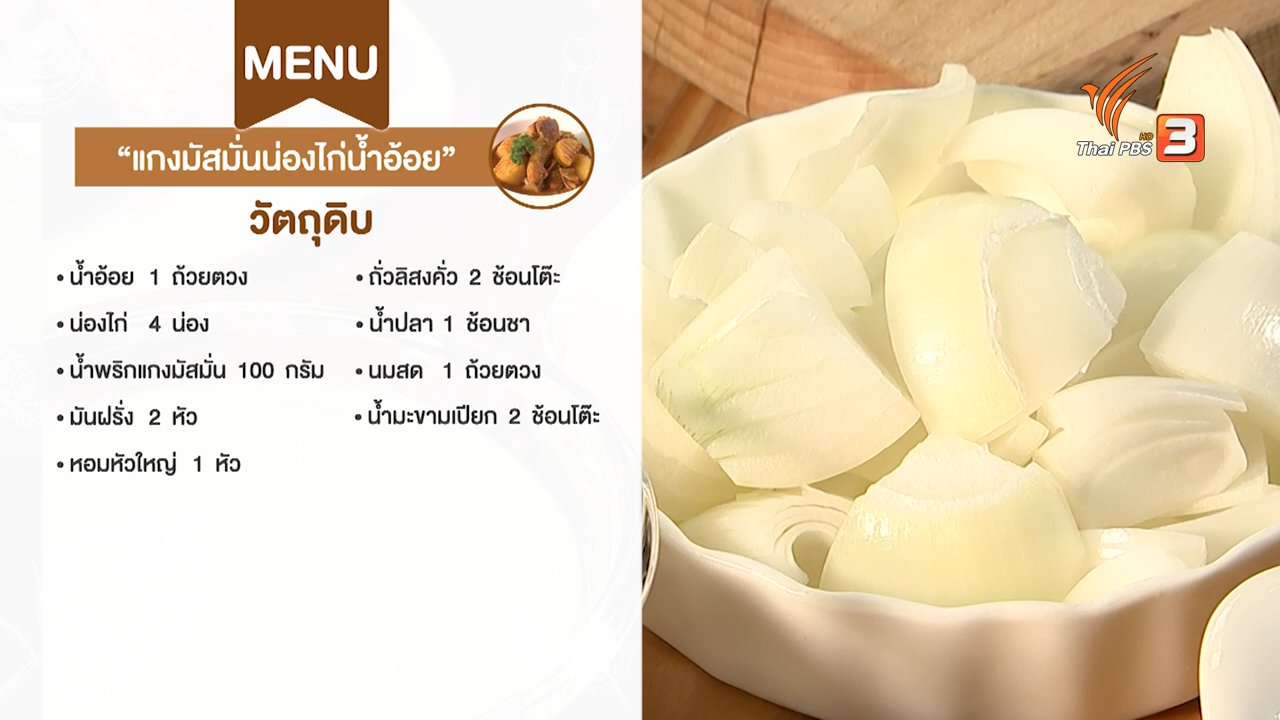 MENU
“แกงมัสมั่นน่องไก่น้ำอ้อย”
วัตถุดิบ
•น้ำอ้อย 1 ถ้วยตวง
•น่องไก่ 4 น่อง
•น้ำพริกแกงมัสมั่น 100 กรัม
•มันฝรั่ง 2 หัว
•หอมหัวใหญ่ 1 หัว
•ถั่วลิสงคั่ว 2 ช้อนโต๊ะ
•น้ำปลา 1 ช้อนชา
•นมสด 1 ถ้วยตวง
•น้ำมะขามเปียก 2 ช้อนโต๊ะ
HD
Thai PBS 3